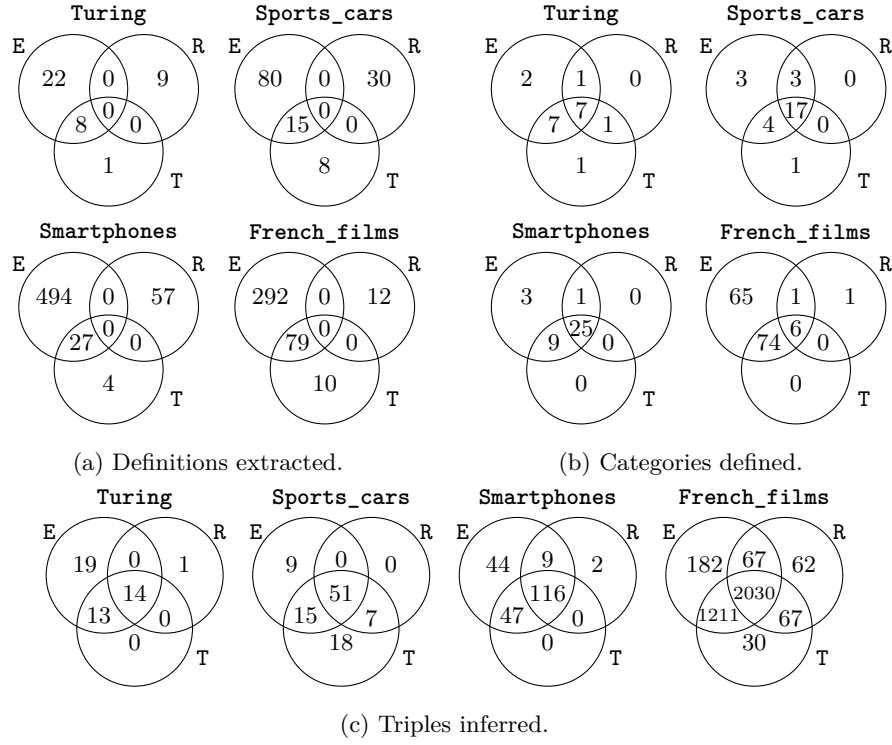 Turing Sports_cars Turing Sports_cars
E R E R E R E R
22 0 9 80 0 30 2 1 0 3 3 0
0 0 7 17
8 0 15 0 7 1 4 0
1 8 1 1
T T T T
Smartphones French_films Smartphones French_films
E R E R E R E R
494 0 57 292 0 12 3 1 0 65 1 1
0 0 25 6
27 0 79 0 9 0 74 0
4 10 0 0
T T T T
(a) Definitions extracted. (b) Categories defined.
Turing Sports_cars Smartphones French_films
E R E R E R E R
19 0 1 9 0 0 44 9 2 182 67 62
14 51 116 2030
13 0 15 7 47 0 1211 67
0 18 0 30
T T T T
(c) Triples inferred.